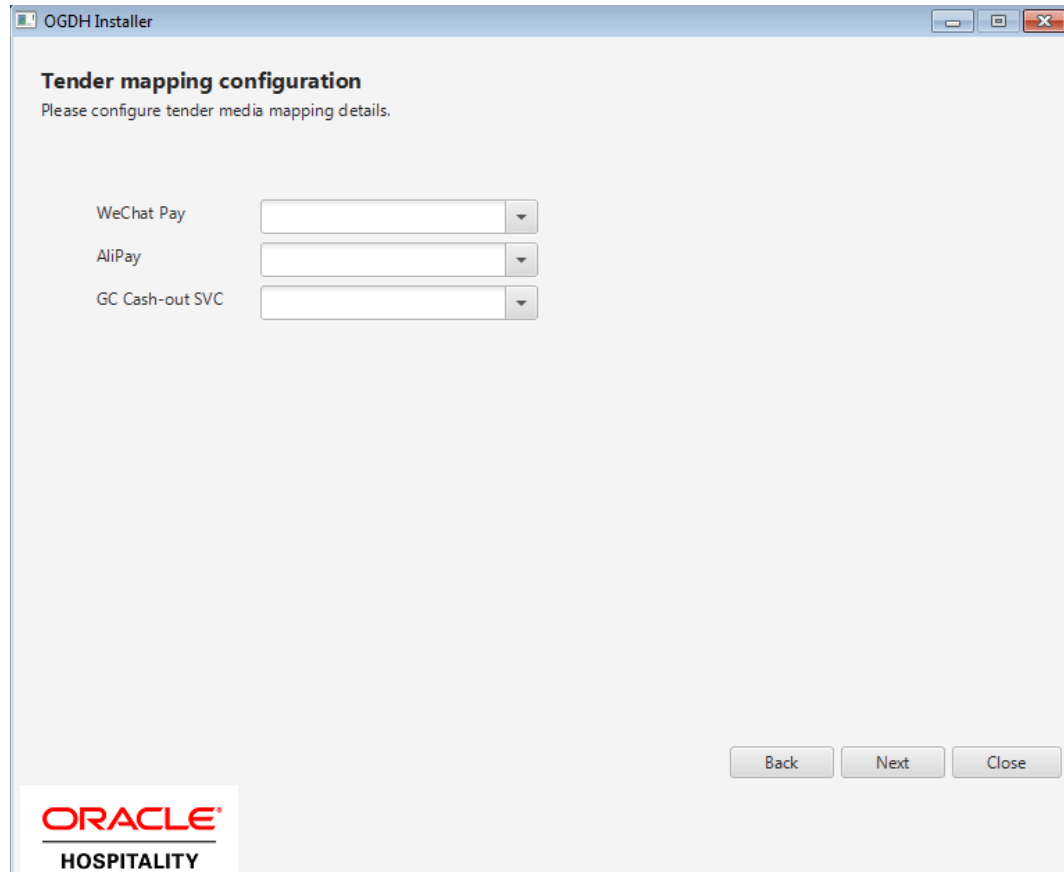 OGDH Installer
Tender mapping configuration
Please configure tender media mapping details.
WeChat Pay
AliPay
GC Cash-out SVC
Back Next Close
ORACLE®
HOSPITALITY